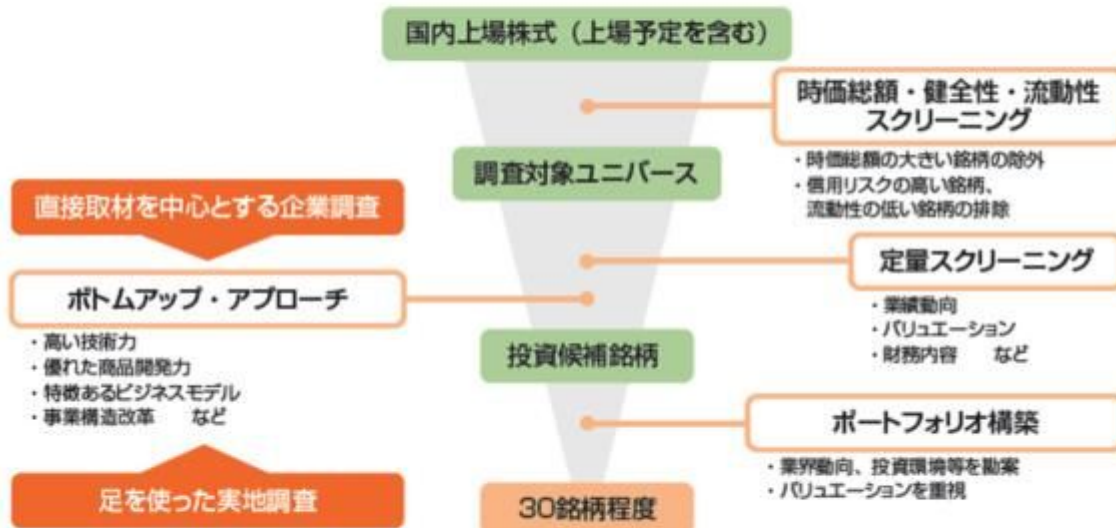 国内上場株式（上場予定を含む）
時価総額・健全性・流動性
スクリーニング
・時価総額の大きい銘柄の除外
・信用リスクの高い銘柄、
流動性の低い銘柄の排除
調査対象ユニバース
直接取材を中心とする企業調査
定量スクリーニング
・業績動向
・バリュエーション
・財務内容　など
ボトムアップ・アプローチ
・高い技術力
・優れた商品開発力
・特徴あるビジネスモデル
・事業構造改革　など
投資候補銘柄
ポートフォリオ構築
・業界動向、投資環境等を勘案
・バリュエーションを重視
足を使った実地調査
30銘柄程度